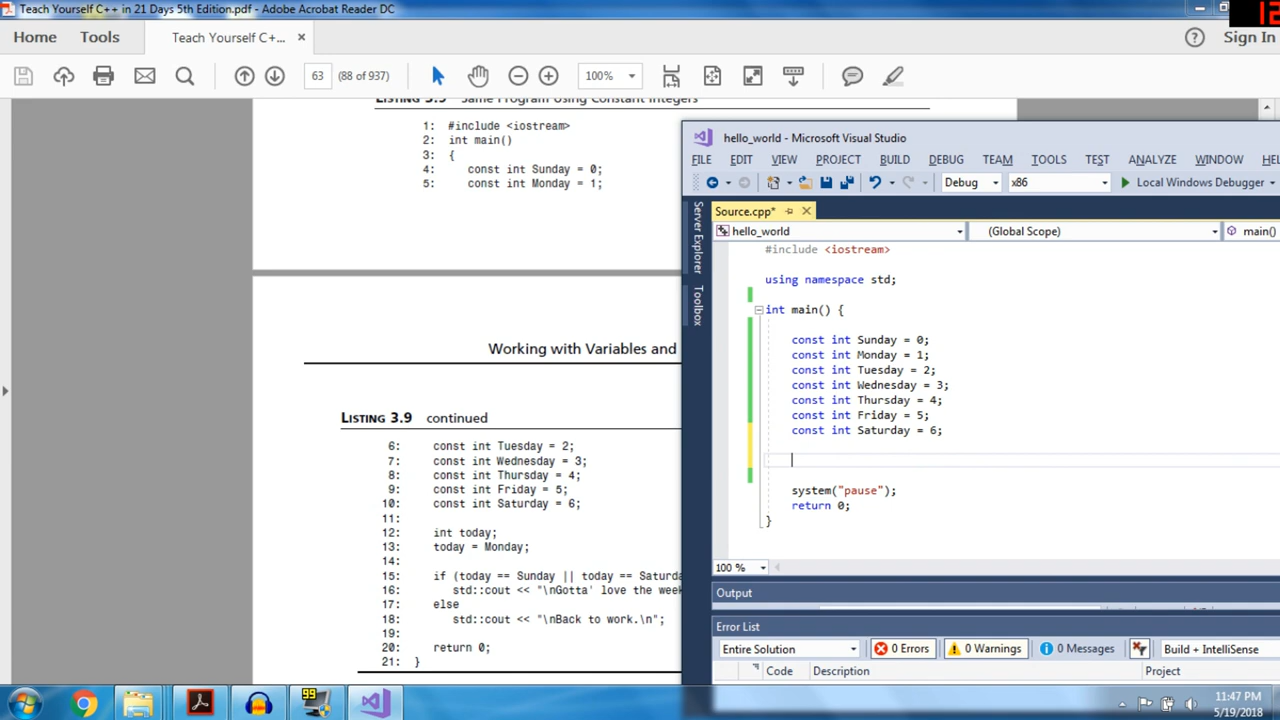 Teach Yourself C++ in 21 Days 5th Edition.pdf - Adobe Acrobat Reader DC
12
Home Tools Teach Yourself C+... × Sign In
63 (88 of 937) 100%
LISTING 3.9 Same Program Using Constant Integers
1: #include <iostream>
2: int main()
3: {
4: const int Sunday = 0;
5: const int Monday = 1;
Working with Variables and
LISTING 3.9 continued
6: const int Tuesday = 2;
7: const int Wednesday = 3;
8: const int Thursday = 4;
9: const int Friday = 5;
10: const int Saturday = 6;
11:
12: int today;
13: today = Monday;
14:
15: if (today == Sunday || today == Saturda
16: std::cout << "\nGotta' love the week
17: else
18: std::cout << "\nBack to work.\n";
19:
20: return 0;
21: }
hello_world - Microsoft Visual Studio
FILE EDIT VIEW PROJECT BUILD DEBUG TEAM TOOLS TEST ANALYZE WINDOW HEL
Debug x86 Local Windows Debugger
Server Explorer
Toolbox
Source.cpp*
hello_world (Global Scope) main()
#include <iostream>
using namespace std;
int main() {
const int Sunday = 0;
const int Monday = 1;
const int Tuesday = 2;
const int Wednesday = 3;
const int Thursday = 4;
const int Friday = 5;
const int Saturday = 6;
system("pause");
return 0;
}
100 %
Output
Error List
Entire Solution 0 Errors 0 Warnings 0 Messages Build + IntelliSense
Code Description Project
99
11:47 PM
5/19/2018